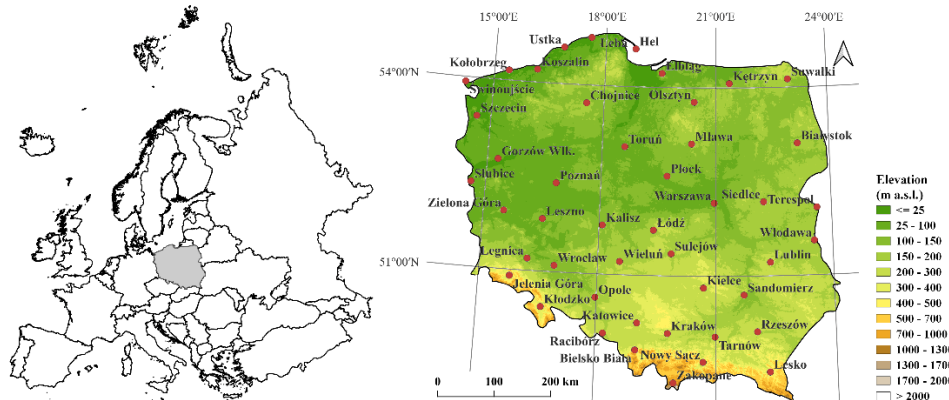 15°00'E 18°00'E 21°00'E 24°00'E
54°00'N
51°00'N
Ustka
Łeba
Hel
Kołobrzeg
Koszalin
Elbląg
Kętrzyn
Suwałki
Świnoujście
Szczecin
Chojnice
Olsztyn
Gorzów Wlk.
Toruń
Mława
Białystok
Słubice
Poznań
Płock
Zielona Góra
Leszno
Kalisz
Łódź
Warszawa
Siedlce
Terespol
Legnica
Wrocław
Wieluń
Sulejów
Włodawa
Lublin
Jelenia Góra
Kłodzko
Opole
Kielce
Sandomierz
Katowice
Racibórz
Kraków
Tarnów
Rzeszów
Bielsko Biała
Nowy Sącz
Zakopane
Lesko
0 100 200 km
Elevation
(m a.s.l.)
<= 25
25 - 100
100 - 150
150 - 200
200 - 300
300 - 400
400 - 500
500 - 700
700 - 1000
1000 - 1300
1300 - 1700
1700 - 2000
> 2000